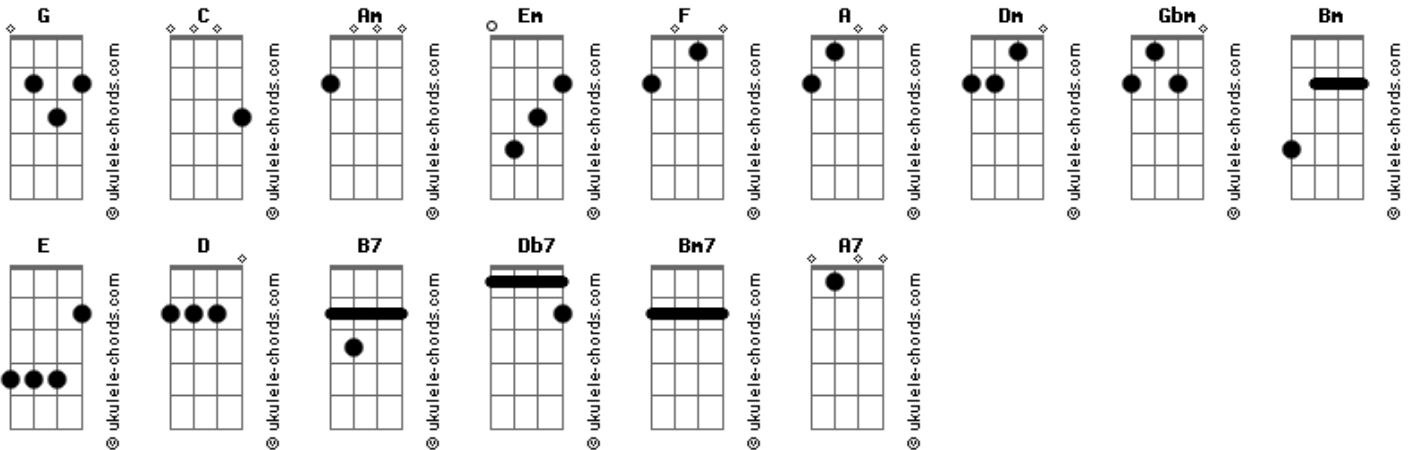 G C Am Em F A Dm Gbm Bm
© ukulele-chords.com © ukulele-chords.com © ukulele-chords.com © ukulele-chords.com © ukulele-chords.com © ukulele-chords.com © ukulele-chords.com © ukulele-chords.com © ukulele-chords.com
E D B7 Db7 Bm7 A7
© ukulele-chords.com © ukulele-chords.com © ukulele-chords.com © ukulele-chords.com © ukulele-chords.com © ukulele-chords.com